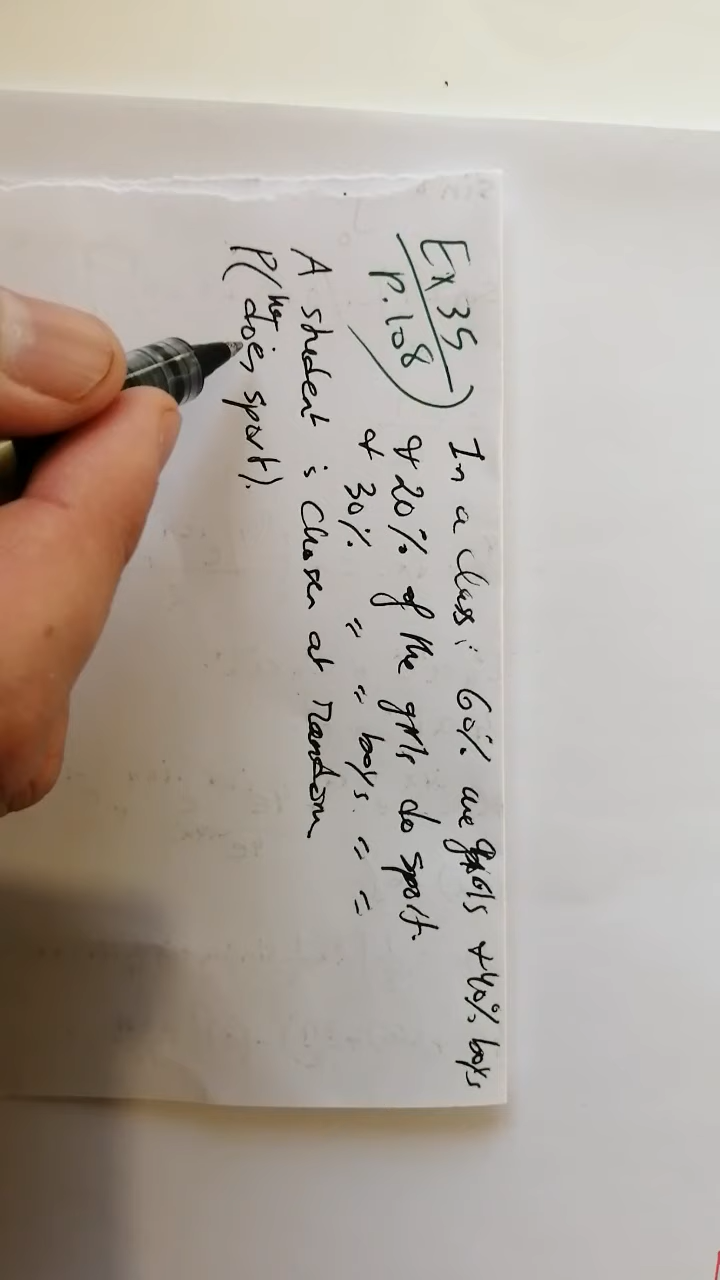 Ex 35
P.108
In a class: 60% are girls + 40% boys
& 20% of the girls do sport.
& 30% " " boys " "
A student is chosen at random
P( he does sport).